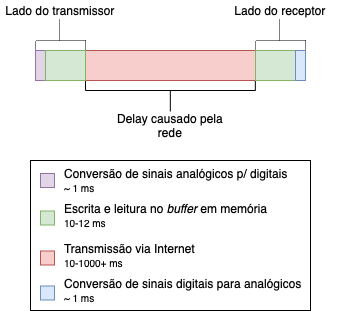 Lado do transmissor
Lado do receptor
Delay causado pela
rede
Conversão de sinais analógicos p/ digitais
~ 1 ms
Escrita e leitura no buffer em memória
10-12 ms
Transmissão via Internet
10-1000+ ms
Conversão de sinais digitais para analógicos
~ 1 ms